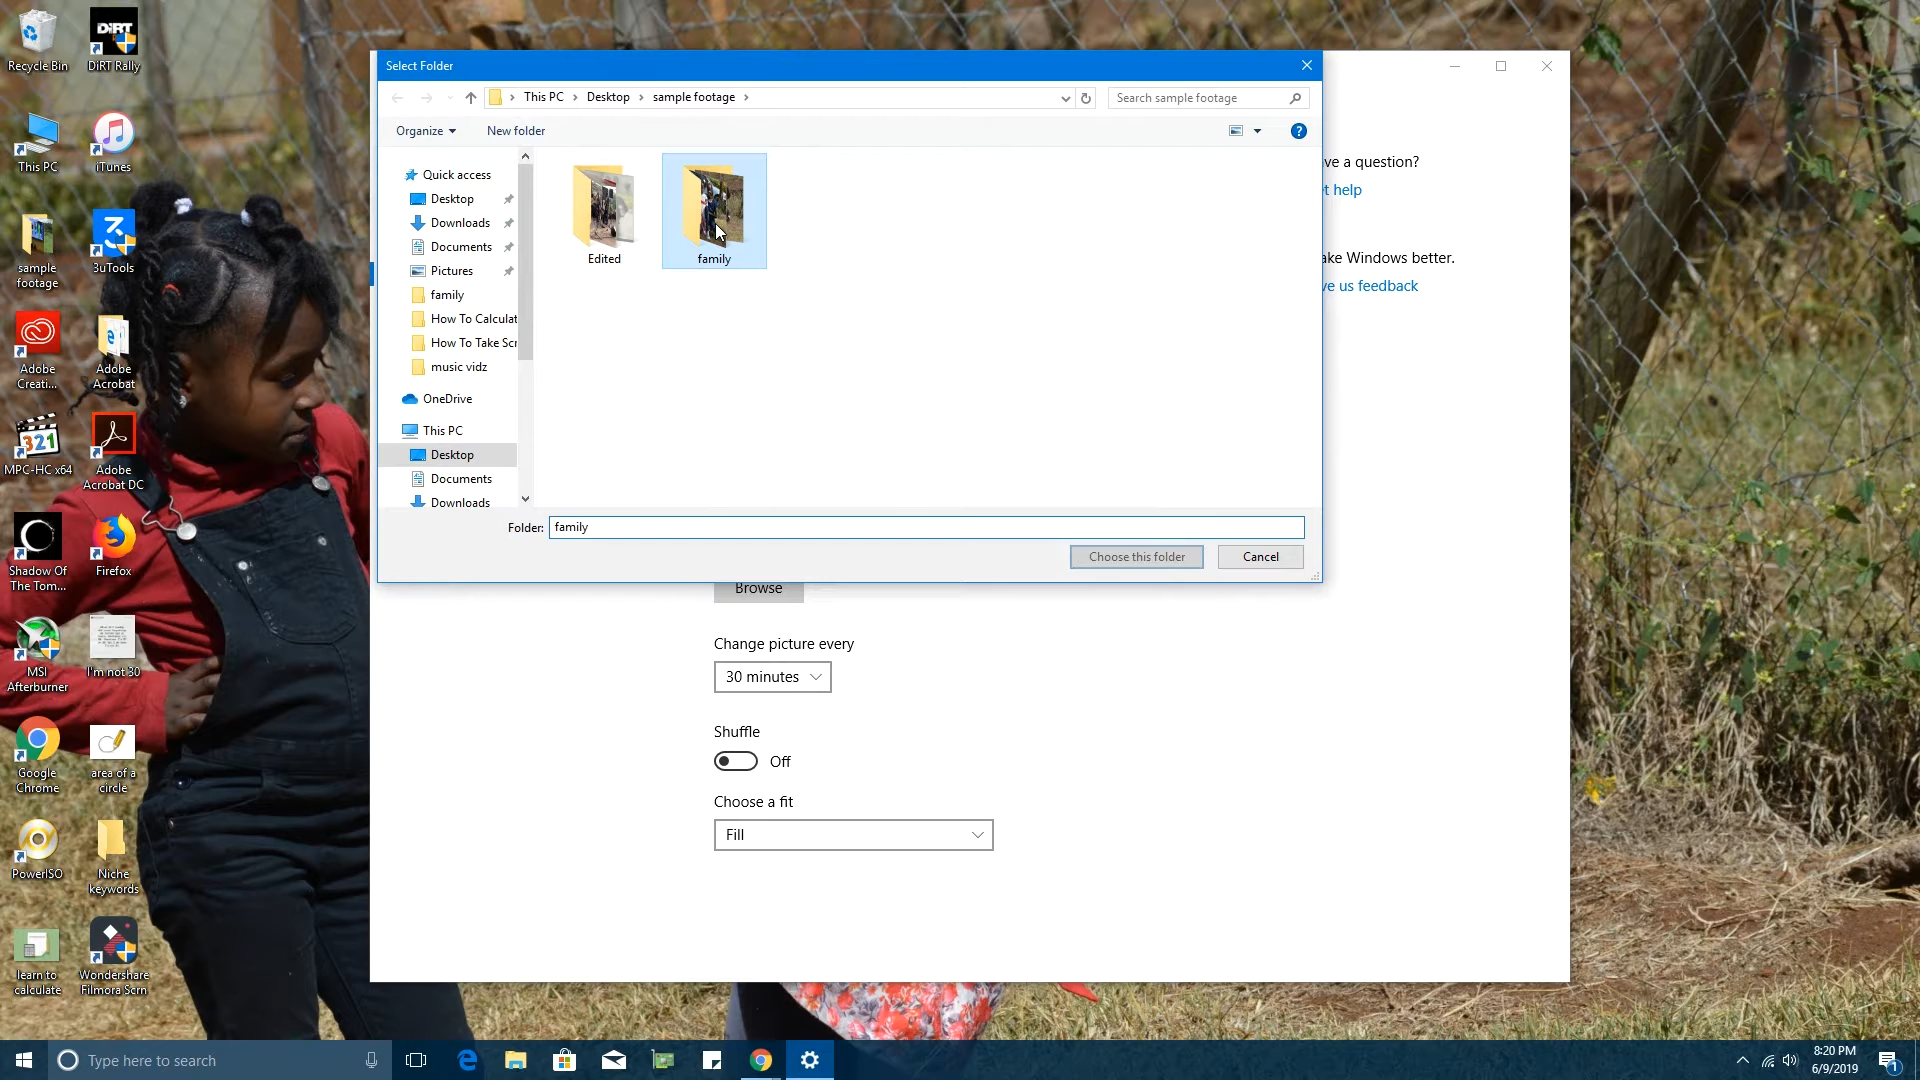 Recycle Bin
DiRT Rally
This PC
iTunes
sample
footage
3uTools
Adobe
Creati...
Adobe
Acrobat
MPC-HC x64
Adobe
Acrobat DC
Shadow Of
The Tom...
Firefox
MSI
Afterburner
I'm not 30
Google
Chrome
area of a
circle
PowerISO
Niche
keywords
learn to
calculate
Wondershare
Filmora Scrn
Select Folder
This PC
Desktop
sample footage
Search sample footage
Organize
New folder
Quick access
Desktop
Downloads
Documents
Pictures
family
How To Calculat
How To Take Scr
music vidz
OneDrive
This PC
Desktop
Documents
Downloads
Edited
family
Folder:
family
Choose this folder
Cancel
ve a question?
et help
ake Windows better.
ve us feedback
Browse
Change picture every
30 minutes
Shuffle
Off
Choose a fit
Fill
Type here to search
8:20 PM
6/9/2019
1